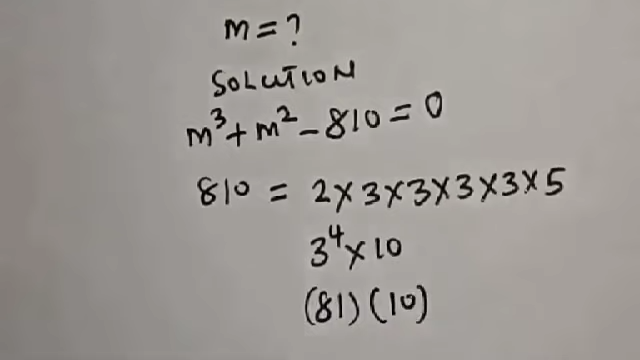 m = ?
SOLUTION
m³ + m² - 810 = 0
810 = 2 × 3 × 3 × 3 × 3 × 5
3⁴ × 10
(81) (10)